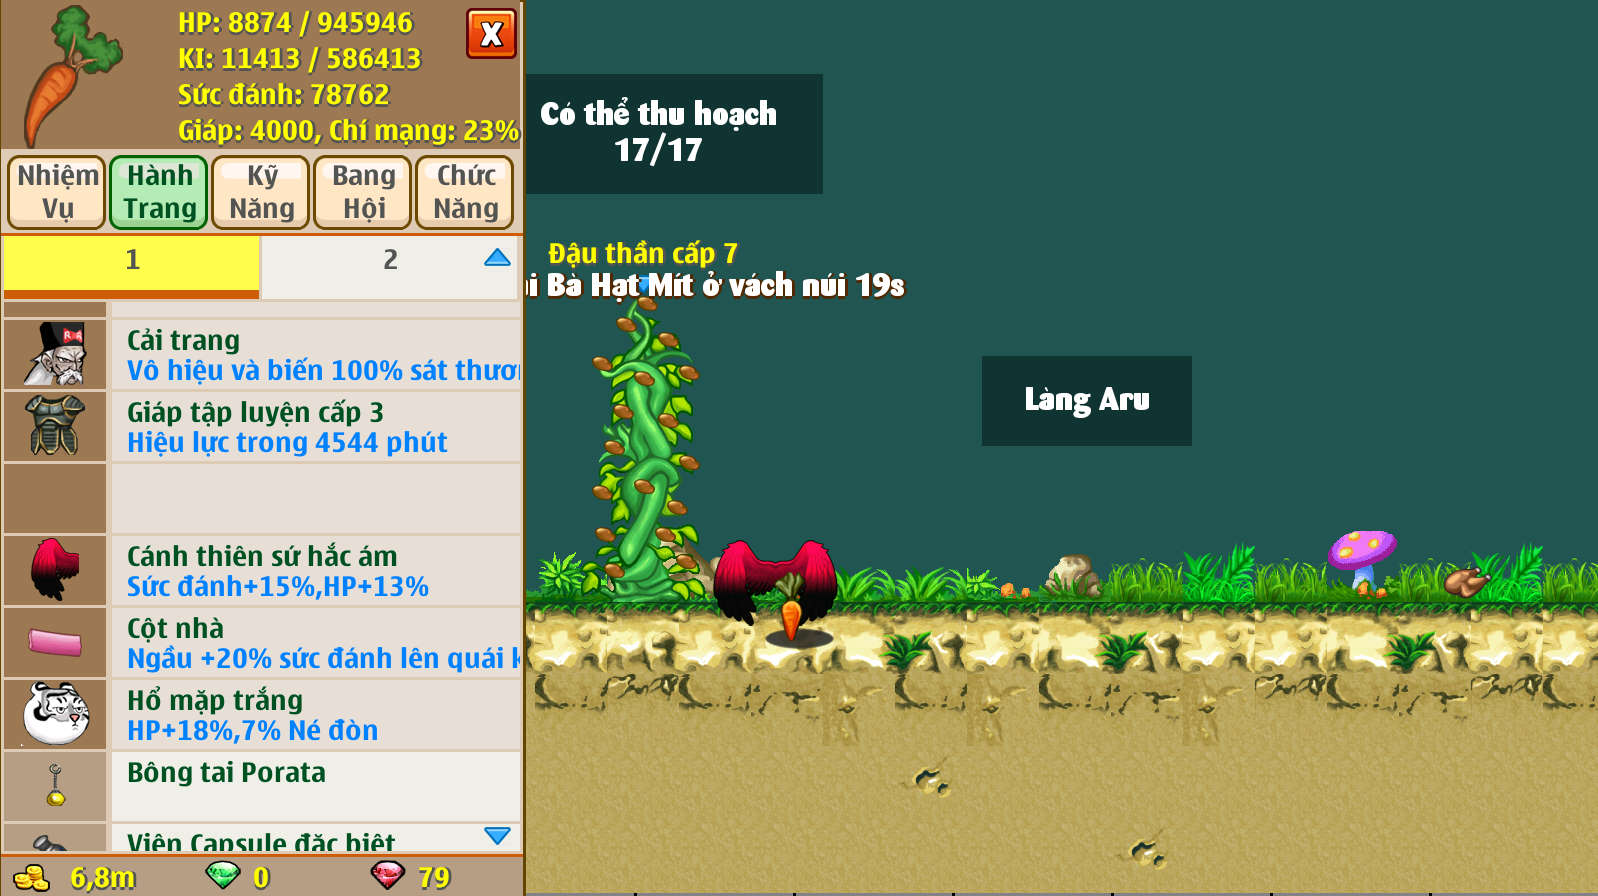 HP: 8874 / 945946
KI: 11413 / 586413
Sức đánh: 78762
Giáp: 4000, Chí mạng: 23%
X
Nhiệm Vụ
Hành Trang
Kỹ Năng
Bang Hội
Chức Năng
1
2
Cải trang
Vô hiệu và biến 100% sát thươ
Giáp tập luyện cấp 3
Hiệu lực trong 4544 phút
Cánh thiên sứ hắc ám
Sức đánh+15%,HP+13%
Cột nhà
Ngầu +20% sức đánh lên quái
Hổ mặp trắng
HP+18%,7% Né đòn
Bông tai Porata
Viên Capsule đặc biệt
6,8m
0
79
Có thể thu hoạch
17/17
Đậu thần cấp 7
Bà Hạt Mít ở vách núi 19s
Làng Aru